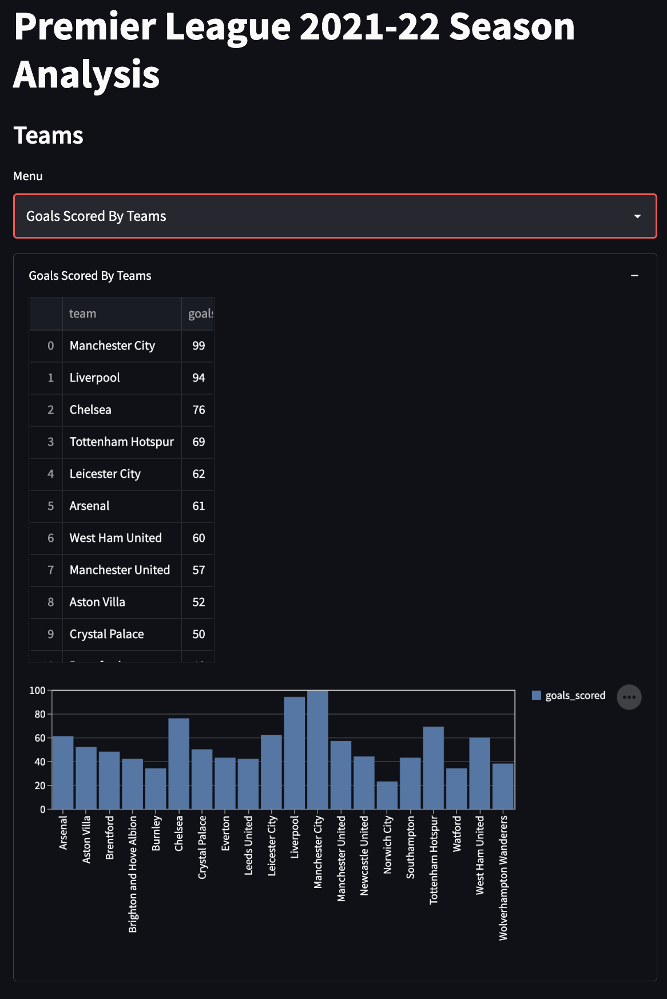 Premier League 2021-22 Season
Analysis
Teams
Menu
Goals Scored By Teams
Goals Scored By Teams
team goals
0 Manchester City 99
1 Liverpool 94
2 Chelsea 76
3 Tottenham Hotspur 69
4 Leicester City 62
5 Arsenal 61
6 West Ham United 60
7 Manchester United 57
8 Aston Villa 52
9 Crystal Palace 50
100
80
60
40
20
0
goals_scored
Arsenal
Aston Villa
Brentford
Brighton and Hove Albion
Burnley
Chelsea
Crystal Palace
Everton
Leeds United
Leicester City
Liverpool
Manchester City
Manchester United
Newcastle United
Norwich City
Southampton
Tottenham Hotspur
Watford
West Ham United
Wolverhampton Wanderers